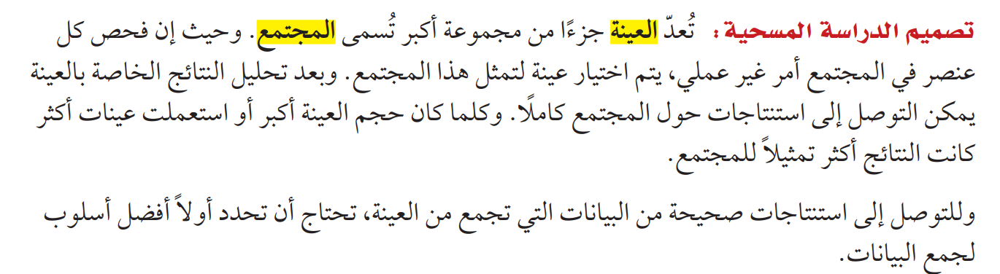 تصميم الدراسة المسحية: تُعدّ العينة جزءًا من مجموعة أكبر تُسمى المجتمع. وحيث إن فحص كل
عنصر في المجتمع أمر غير عملي، يتم اختيار عينة لتمثل هذا المجتمع. وبعد تحليل النتائج الخاصة بالعينة
يمكن التوصل إلى استنتاجات حول المجتمع كاملًا. وكلما كان حجم العينة أكبر أو استعملت عينات أكثر
كانت النتائج أكثر تمثيلاً للمجتمع.
وللتوصل إلى استنتاجات صحيحة من البيانات التي تجمع من العينة، تحتاج أن تحدد أولاً أفضل أسلوب
لجمع البيانات.